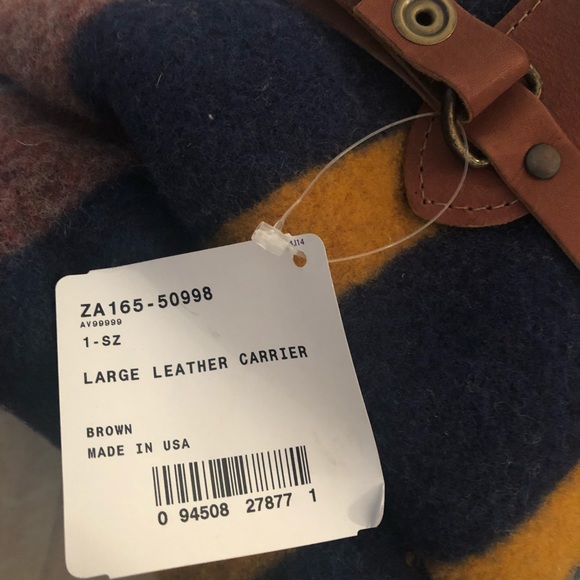 ZA165-50998
AV99999
1-SZ
LARGE LEATHER CARRIER
BROWN
MADE IN USA
0 94508 27877 1